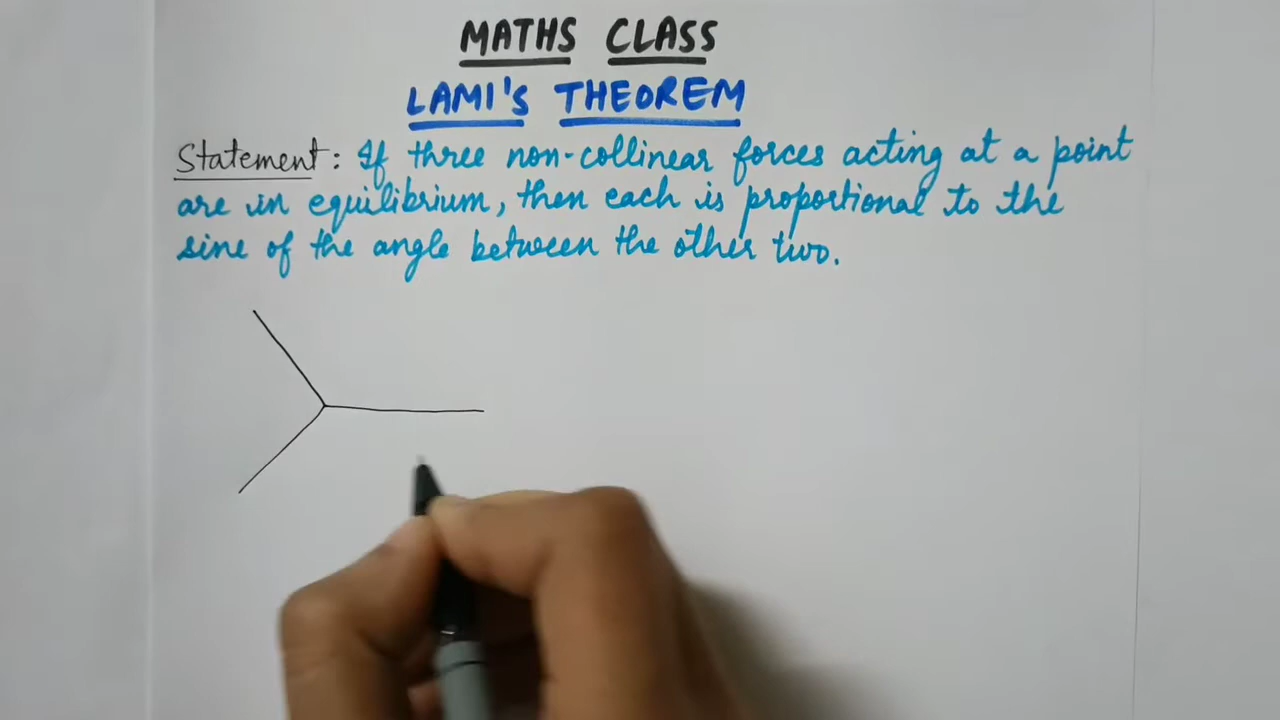 MATHS CLASS
LAMI'S THEOREM
Statement: If three non-collinear forces acting at a point
are in equilibrium, then each is proportional to the
sine of the angle between the other two.